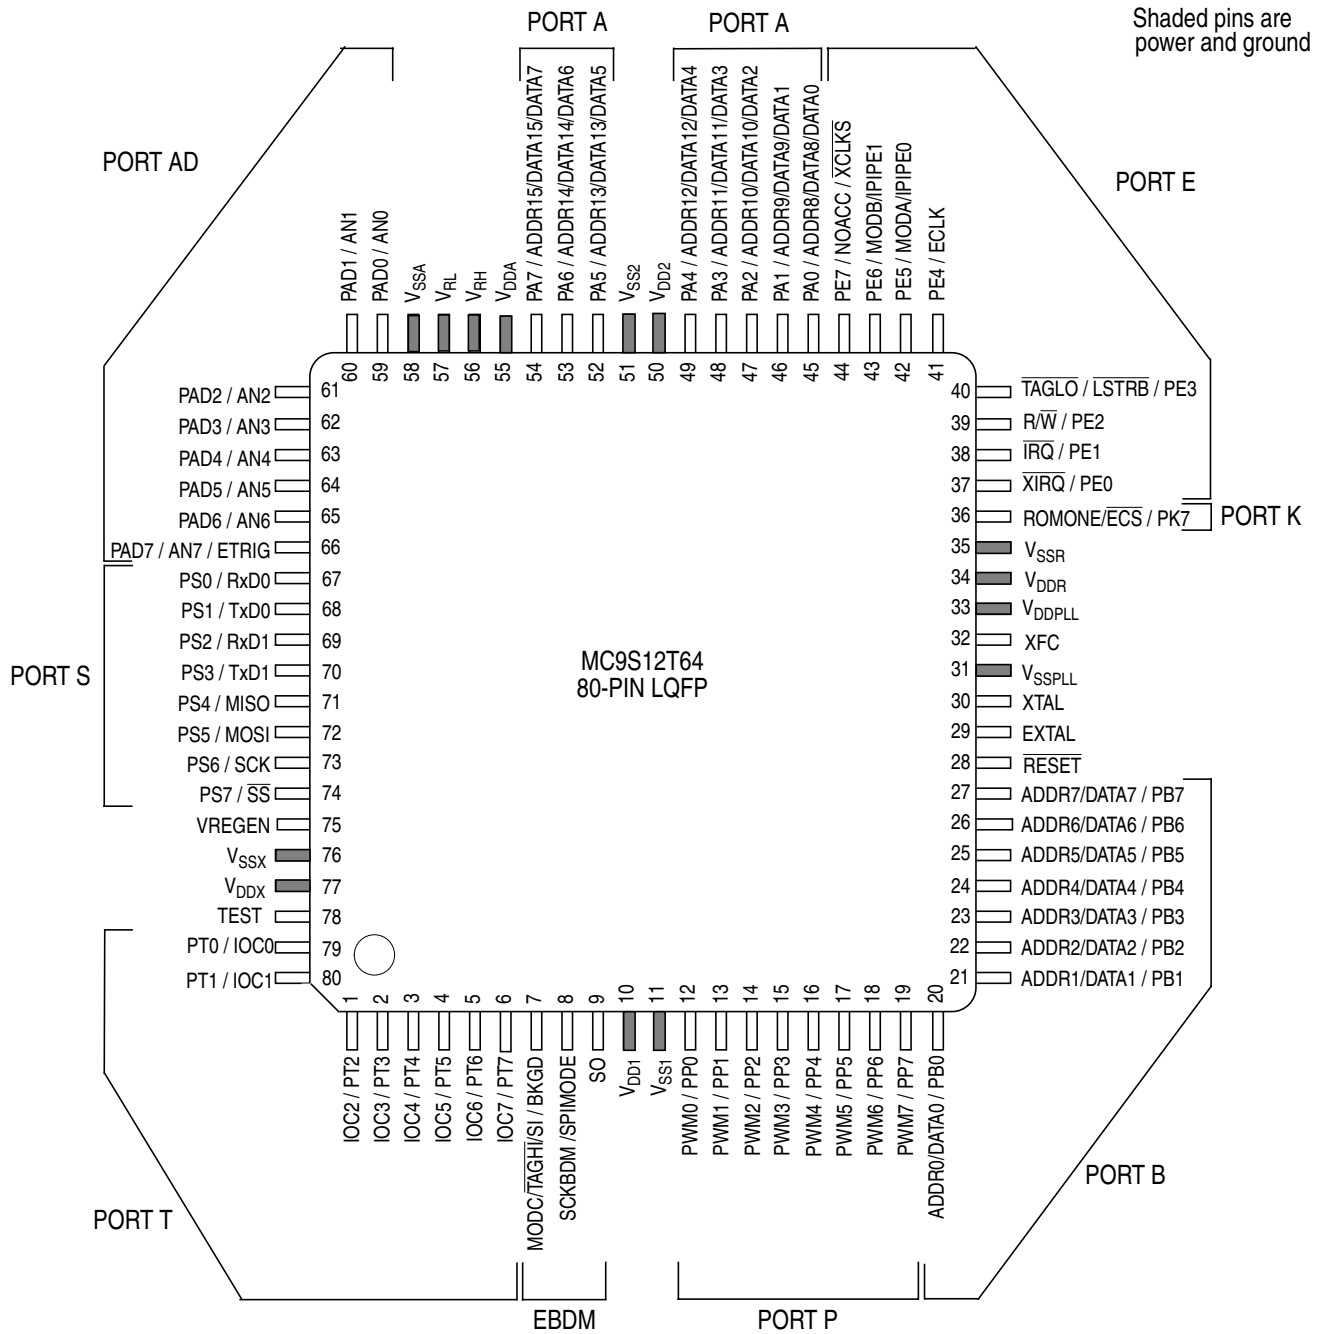 PORT A
PORT A
Shaded pins are
power and ground
PORT AD
PORT E
PAD1 / AN1
PAD0 / AN0
VSSA
VRL
VRH
VDDA
PA7 / ADDR15/DATA15/DATA7
PA6 / ADDR14/DATA14/DATA6
PA5 / ADDR13/DATA13/DATA5
VSS2
VDD2
PA4 / ADDR12/DATA12/DATA4
PA3 / ADDR11/DATA11/DATA3
PA2 / ADDR10/DATA10/DATA2
PA1 / ADDR9/DATA9/DATA1
PA0 / ADDR8/DATA8/DATA0
PE7 / NOACC / XCLKS
PE6 / MODB/IPIPE1
PE5 / MODA/IPIPE0
PE4 / ECLK
60
59
58
57
56
55
54
53
52
51
50
49
48
47
46
45
44
43
42
41
PAD2 / AN2 61
PAD3 / AN3 62
PAD4 / AN4 63
PAD5 / AN5 64
PAD6 / AN6 65
PAD7 / AN7 / ETRIG 66
PS0 / RxD0 67
PS1 / TxD0 68
PS2 / RxD1 69
PS3 / TxD1 70
PS4 / MISO 71
PS5 / MOSI 72
PS6 / SCK 73
PS7 / SS 74
VREGEN 75
VSSX 76
VDDX 77
TEST 78
PT0 / IOC0 79
PT1 / IOC1 80
PORT S
MC9S12T64
80-PIN LQFP
40 TAGLO / LSTRB / PE3
39 R/W / PE2
38 IRQ / PE1
37 XIRQ / PE0
36 ROMONE/ECS / PK7
PORT K
35 VSSR
34 VDDR
33 VDDPLL
32 XFC
31 VSSPLL
30 XTAL
29 EXTAL
28 RESET
27 ADDR7/DATA7 / PB7
26 ADDR6/DATA6 / PB6
25 ADDR5/DATA5 / PB5
24 ADDR4/DATA4 / PB4
23 ADDR3/DATA3 / PB3
22 ADDR2/DATA2 / PB2
21 ADDR1/DATA1 / PB1
1
2
3
4
5
6
7
8
9
10
11
12
13
14
15
16
17
18
19
20
IOC2 / PT2
IOC3 / PT3
IOC4 / PT4
IOC5 / PT5
IOC6 / PT6
IOC7 / PT7
MODC/TAGHI/SI / BKGD
SCKBDM /SPIMODE
SO
VDD1
VSS1
PWM0 / PP0
PWM1 / PP1
PWM2 / PP2
PWM3 / PP3
PWM4 / PP4
PWM5 / PP5
PWM6 / PP6
PWM7 / PP7
ADDR0/DATA0 / PB0
PORT B
PORT T
EBDM
PORT P